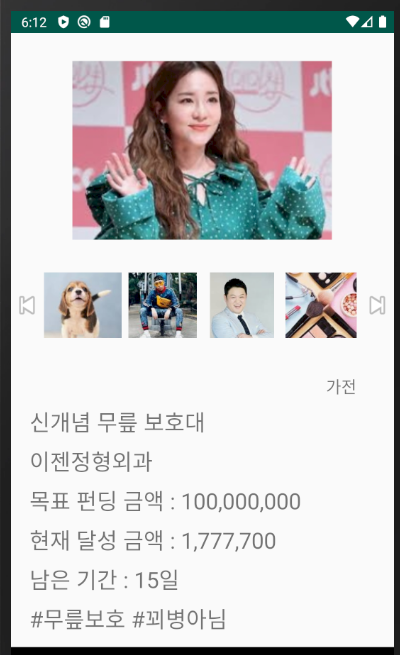 6:12
가전
신개념 무릎 보호대
이젠정형외과
목표 펀딩 금액 : 100,000,000
현재 달성 금액 : 1,777,700
남은 기간 : 15일
#무릎보호 #꾀병아님